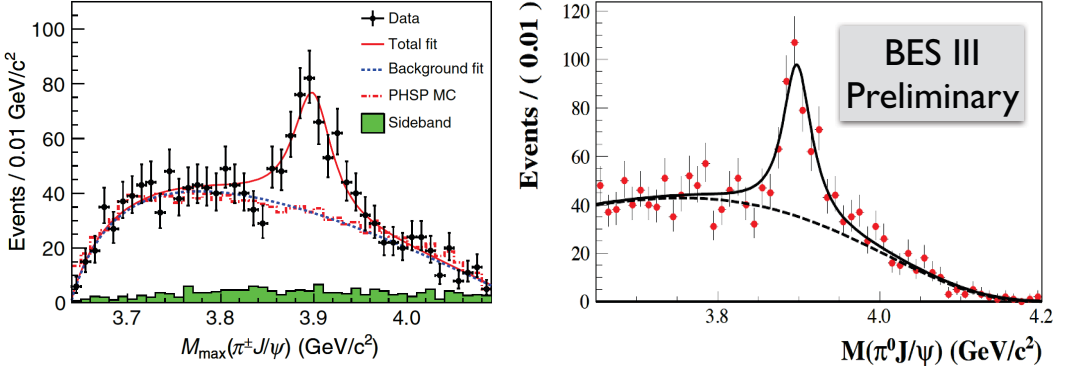 Events / 0.01 GeV/c²
100
80
60
40
20
0
3.7
3.8
3.9
4.0
M_max(π^±J/ψ) (GeV/c²)
Data
Total fit
Background fit
PHSP MC
Sideband
Events / ( 0.01 )
120
100
80
60
40
20
0
3.8
4.0
4.2
M(π⁰J/ψ) (GeV/c²)
BES III
Preliminary